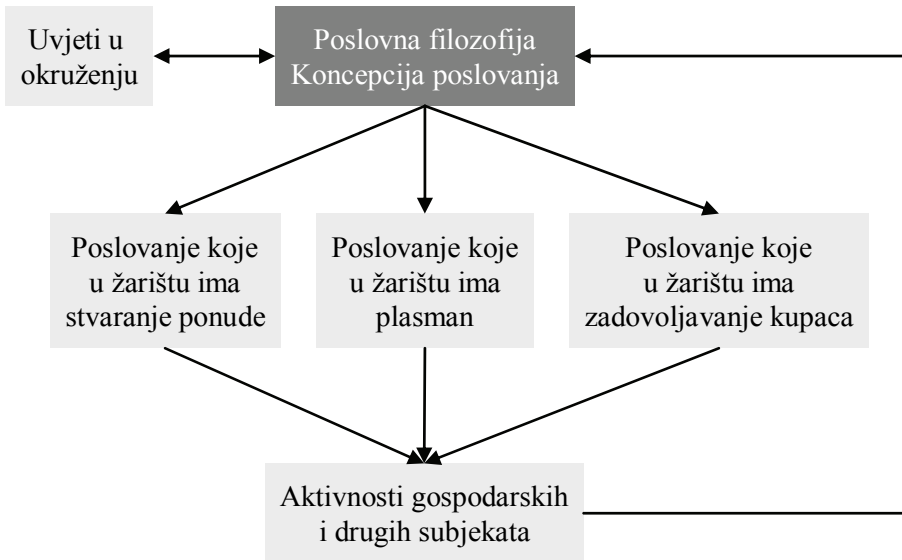 Uvjeti u
okruženju
Poslovna filozofija
Koncepcija poslovanja
Poslovanje koje
u žarištu ima
stvaranje ponude
Poslovanje koje
u žarištu ima
plasman
Poslovanje koje
u žarištu ima
zadovoljavanje kupaca
Aktivnosti gospodarskih
i drugih subjekata